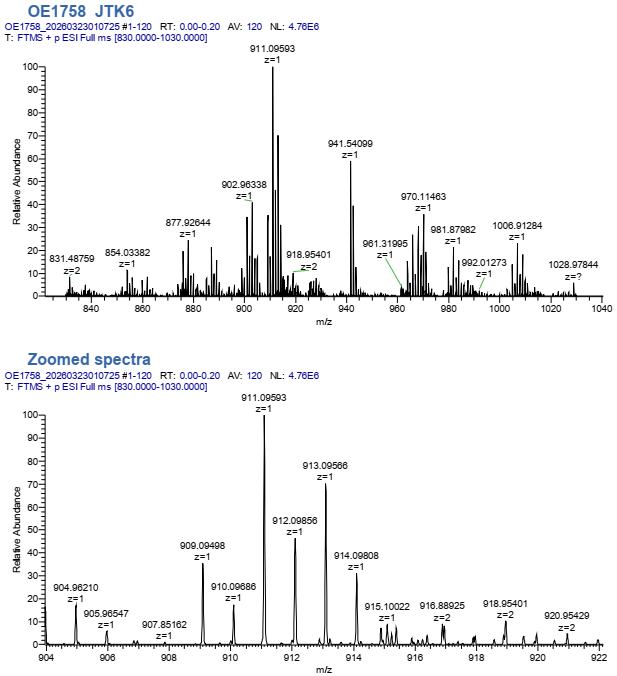 OE1758 JTK6
OE1758_20260323010725 #1-120 RT: 0.00-0.20 AV: 120 NL: 4.76E6
T: FTMS + p ESI Full ms [830.0000-1030.0000]
911.09593
z=1
100
90
80
70
60
50
40
30
20
10
0
Relative Abundance
941.54099
z=1
902.96338
z=1
970.11463
z=1
877.92644
z=1
981.87982
z=1
1006.91284
z=1
961.31995
z=1
854.03382
z=1
831.48759
z=2
918.95401
z=2
992.01273
z=1
1028.97844
z=?
840 860 880 900 920 940 960 980 1000 1020 1040
m/z
Zoomed spectra
OE1758_20260323010725 #1-120 RT: 0.00-0.20 AV: 120 NL: 4.76E6
T: FTMS + p ESI Full ms [830.0000-1030.0000]
911.09593
z=1
100
90
80
70
60
50
40
30
20
10
0
Relative Abundance
913.09566
z=1
912.09856
z=1
909.09498
z=1
914.09808
z=1
904.96210
z=1
910.09686
z=1
905.96547
z=1
907.85162
z=1
915.10022
z=1
916.88925
z=2
918.95401
z=2
920.95429
z=2
904 906 908 910 912 914 916 918 920 922
m/z